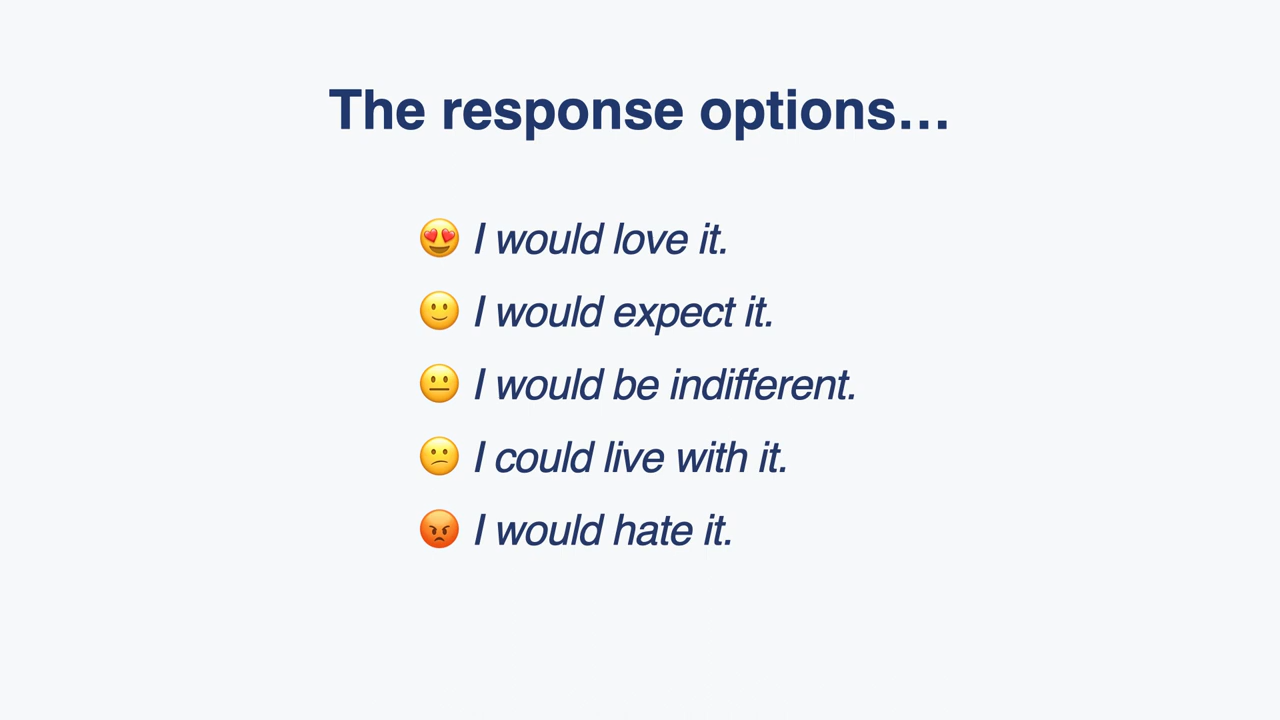 The response options…
😍 I would love it.
🙂 I would expect it.
😐 I would be indifferent.
😕 I could live with it.
😡 I would hate it.